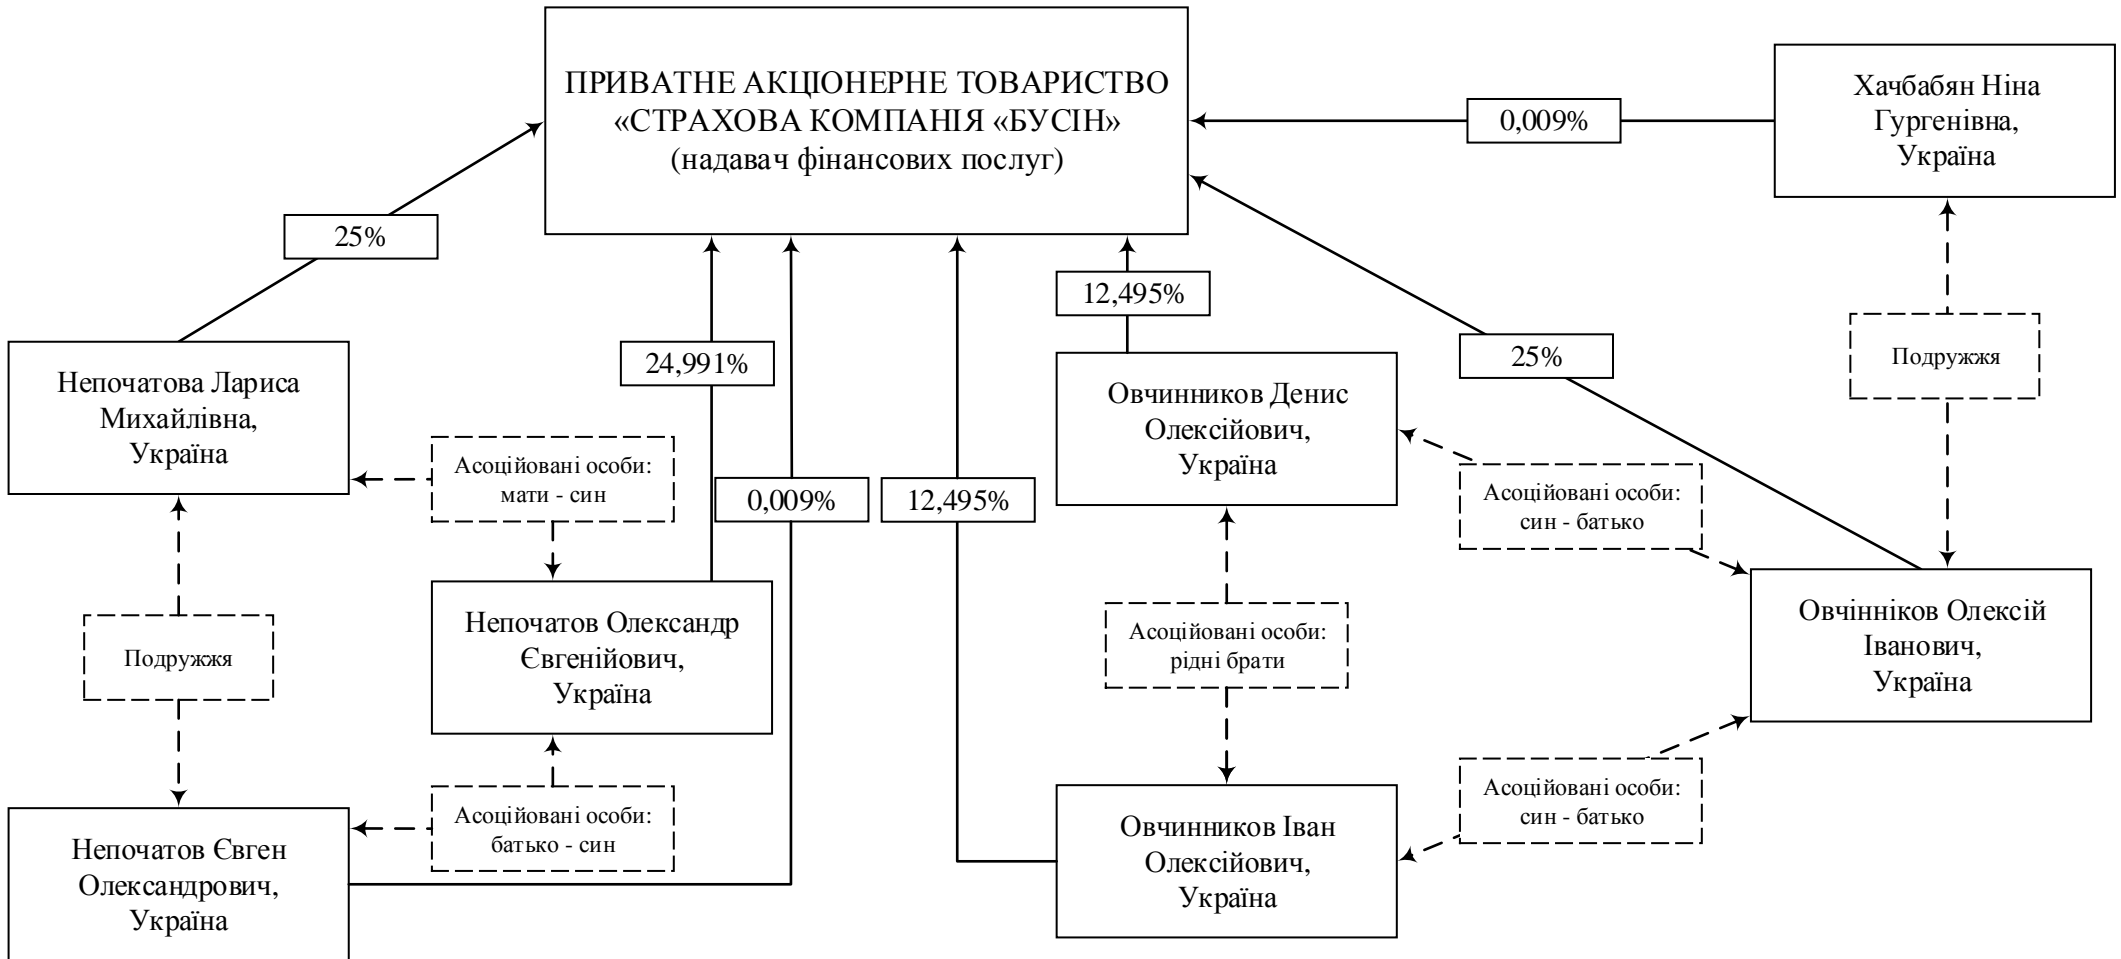 ПРИВАТНЕ АКЦІОНЕРНЕ ТОВАРИСТВО
«СТРАХОВА КОМПАНІЯ «БУСІН»
(надавач фінансових послуг)
Хачбабян Ніна
Гургенівна,
Україна
0,009%
25%
12,495%
24,991%
25%
Подружжя
Непочатова Лариса
Михайлівна,
Україна
Овчинников Денис
Олексійович,
Україна
Асоційовані особи:
мати - син
0,009%
12,495%
Асоційовані особи:
син - батько
Непочатов Олександр
Євгенійович,
Україна
Асоційовані особи:
рідні брати
Овчінніков Олексій
Іванович,
Україна
Подружжя
Асоційовані особи:
батько - син
Асоційовані особи:
син - батько
Непочатов Євген
Олександрович,
Україна
Овчинников Іван
Олексійович,
Україна